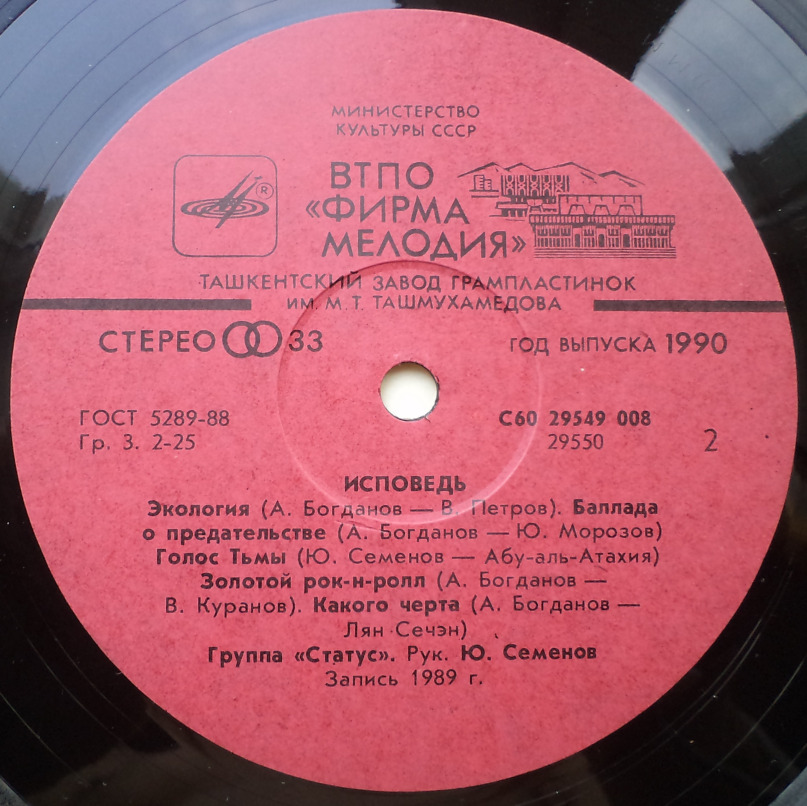 МИНИСТЕРСТВО
КУЛЬТУРЫ СССР
ВТПО
«ФИРМА
МЕЛОДИЯ»
®
ТАШКЕНТСКИЙ ЗАВОД ГРАМПЛАСТИНОК
ИМ. М. Т. ТАШМУХАМЕДОВА
СТЕРЕО 33
ГОД ВЫПУСКА 1990
ГОСТ 5289-88
С60 29549 008
Гр. 3. 2-25
29550
2
ИСПОВЕДЬ
Экология (А. Богданов — В. Петров). Баллада
о предательстве (А. Богданов — Ю. Морозов)
Голос Тьмы (Ю. Семенов — Абу-аль-Атахия)
Золотой рок-н-ролл (А. Богданов —
В. Куранов). Какого черта (А. Богданов —
Лян Сечэн)
Группа «Статус». Рук. Ю. Семенов
Запись 1989 г.